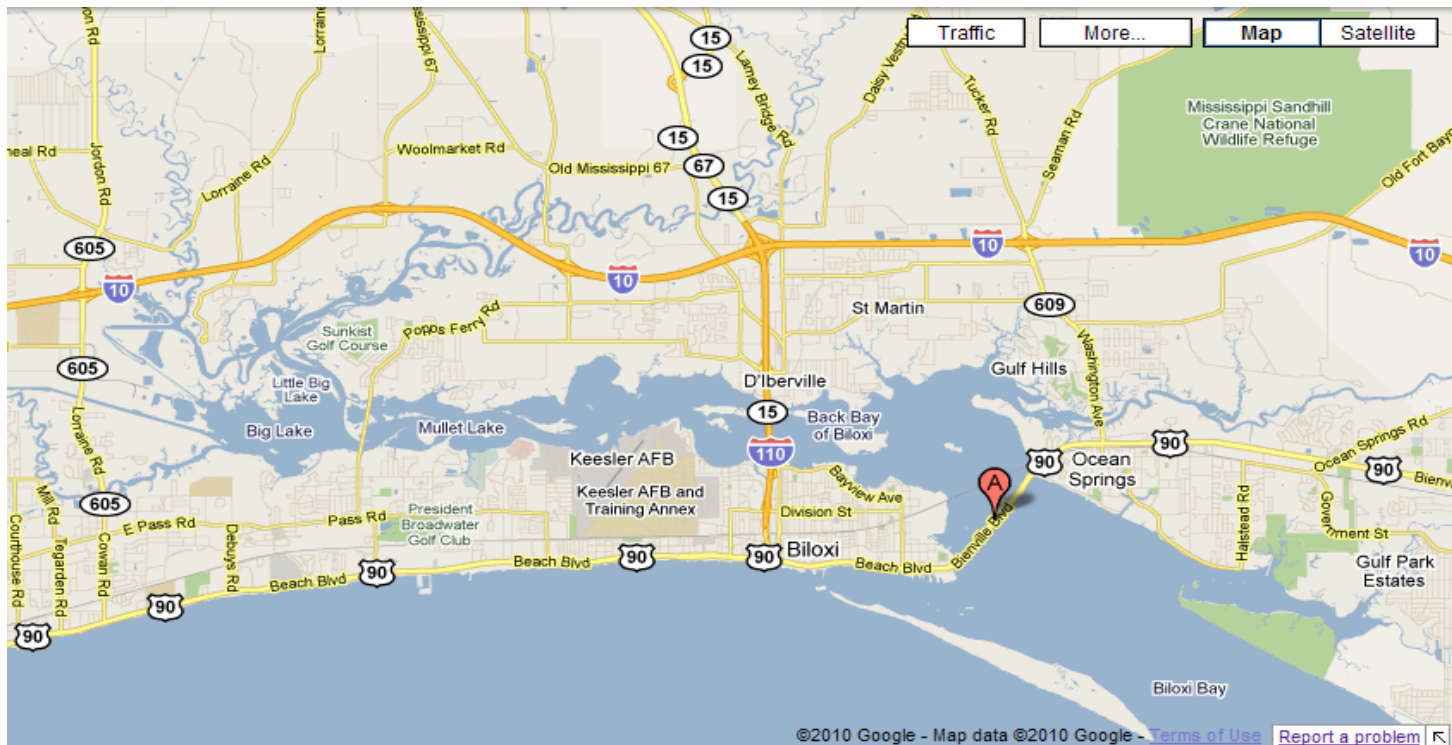 Traffic
More...
Map
Satellite
15
15
Lorraine Rd
Jordon Rd
Mississippi 67
Lamey Bridge Rd
Tucker Rd
Seaman Rd
Mississippi Sandhill
Crane National
Wildlife Refuge
15
Woolmarket Rd
Old Mississippi 67
67
15
Lorraine Rd
605
10
10
10
10
609
St Martin
Popps Ferry Rd
Sunkist
Golf Course
Washington Ave
605
Little Big
Lake
D'Iberville
Gulf Hills
15
Back Bay
of Biloxi
Big Lake
Mullet Lake
Lorraine Rd
110
90
90
90
Ocean Springs Rd
Keesler AFB
Ocean
Springs
Keesler AFB and
Training Annex
Bayview Ave
A
605
Mill Rd
E Pass Rd
Pass Rd
President
Broadwater
Golf Club
Division St
Bienville Blvd
Halstead Rd
Government St
Courthouse Rd
Tegarden Rd
Cowan Rd
Debuys Rd
Beach Blvd
Beach Blvd
Beach Blvd
90
90
90
90
90
Biloxi
Gulf Park
Estates
Biloxi Bay
©2010 Google - Map data ©2010 Google - Terms of Use
Report a problem